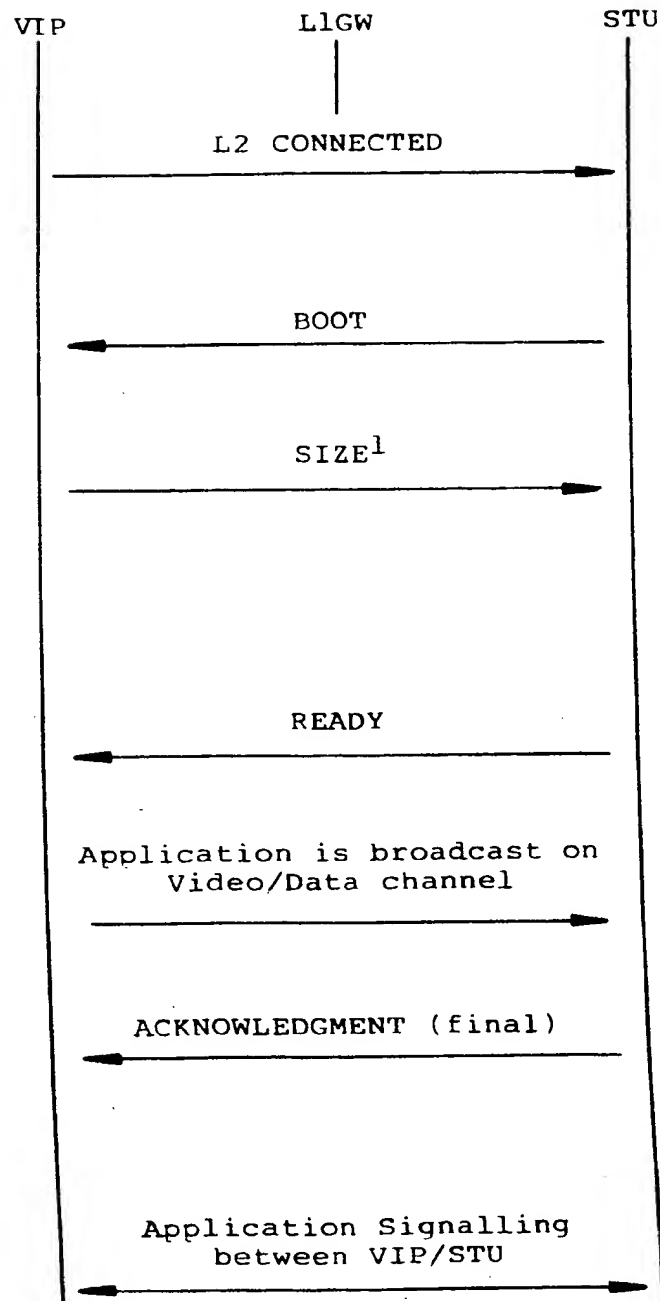 VIP L1GW STU
L2 CONNECTED
BOOT
SIZE¹
READY
Application is broadcast on
Video/Data channel
ACKNOWLEDGMENT (final)
Application Signalling
between VIP/STU